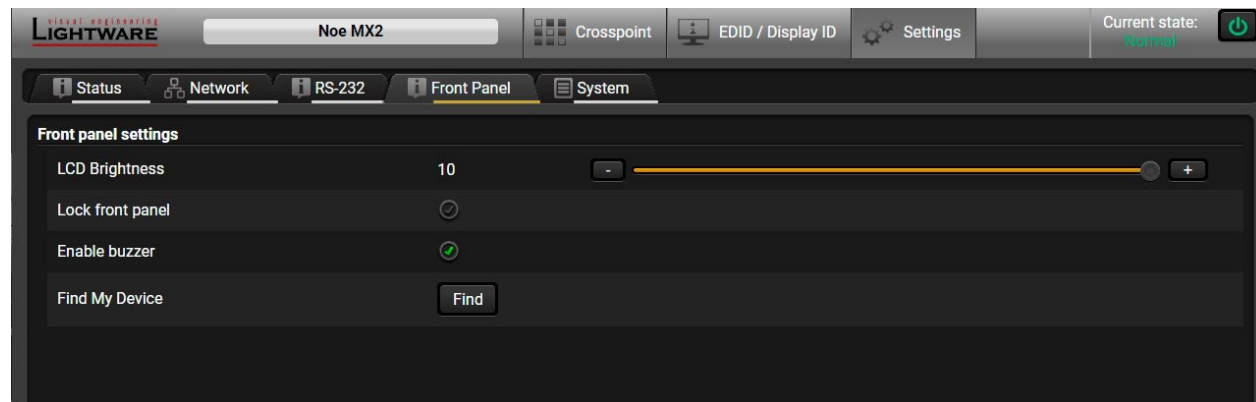 visual engineering
LIGHTWARE
Noe MX2
Crosspoint
EDID / Display ID
Settings
Current state:
Normal
Status
Network
RS-232
Front Panel
System
Front panel settings
LCD Brightness 10 - +
Lock front panel
Enable buzzer
Find My Device Find